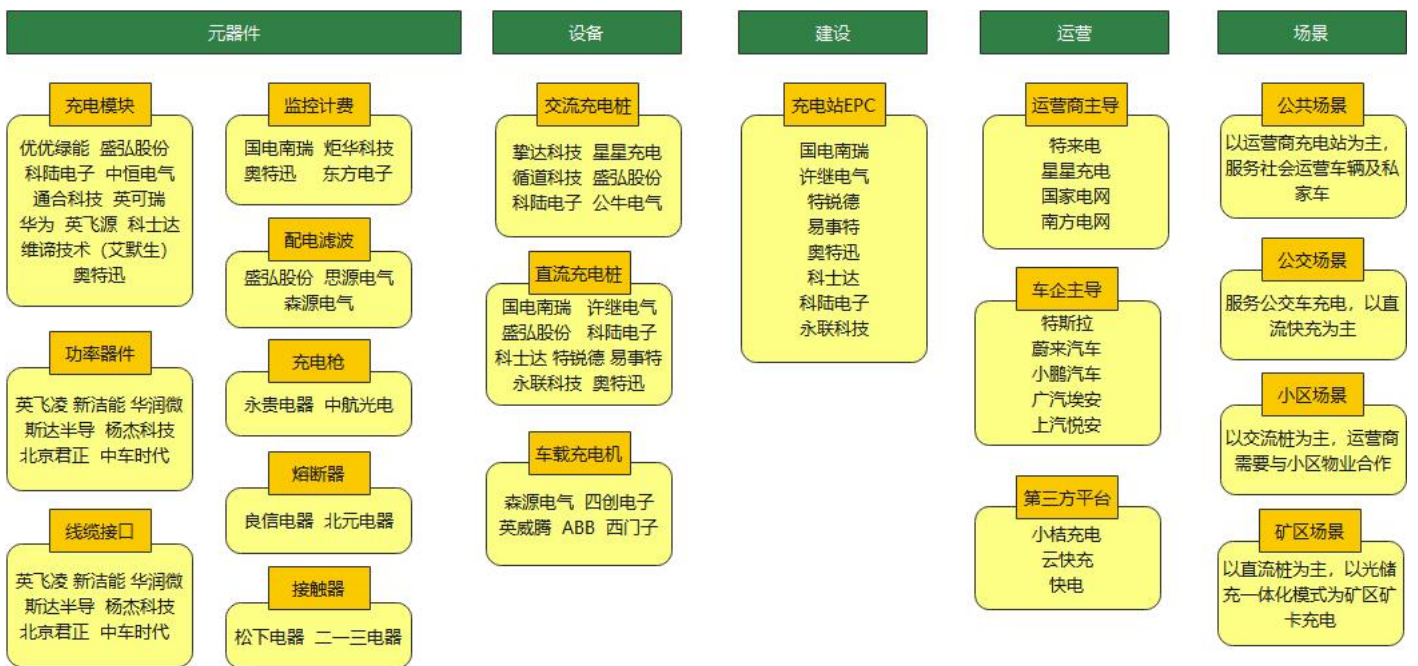 元器件
充电模块
优优绿能 盛弘股份
科陆电子 中恒电气
通合科技 英可瑞
华为 英飞源 科士达
维谛技术（艾默生）
奥特迅
功率器件
英飞凌 新洁能 华润微
斯达半导 杨杰科技
北京君正 中车时代
线缆接口
英飞凌 新洁能 华润微
斯达半导 杨杰科技
北京君正 中车时代
监控计费
国电南瑞 炬华科技
奥特迅 东方电子
配电滤波
盛弘股份 思源电气
森源电气
充电枪
永贵电器 中航光电
熔断器
良信电器 北元电器
接触器
松下电器 二一三电器
设备
交流充电桩
挚达科技 星星充电
循道科技 盛弘股份
科陆电子 公牛电气
直流充电桩
国电南瑞 许继电气
盛弘股份 科陆电子
科士达 特锐德 易事特
永联科技 奥特迅
车载充电机
森源电气 四创电子
英威腾 ABB 西门子
建设
充电站EPC
国电南瑞
许继电气
特锐德
易事特
奥特迅
科士达
科陆电子
永联科技
运营
运营商主导
特来电
星星充电
国家电网
南方电网
车企主导
特斯拉
蔚来汽车
小鹏汽车
广汽埃安
上汽悦安
第三方平台
小桔充电
云快充
快电
场景
公共场景
以运营商充电站为主，
服务社会运营车辆及私
家车
公交场景
服务公交车充电，以直
流快充为主
小区场景
以交流桩为主，运营商
需要与小区物业合作
矿区场景
以直流桩为主，以光储
充一体化模式为矿区矿
卡充电